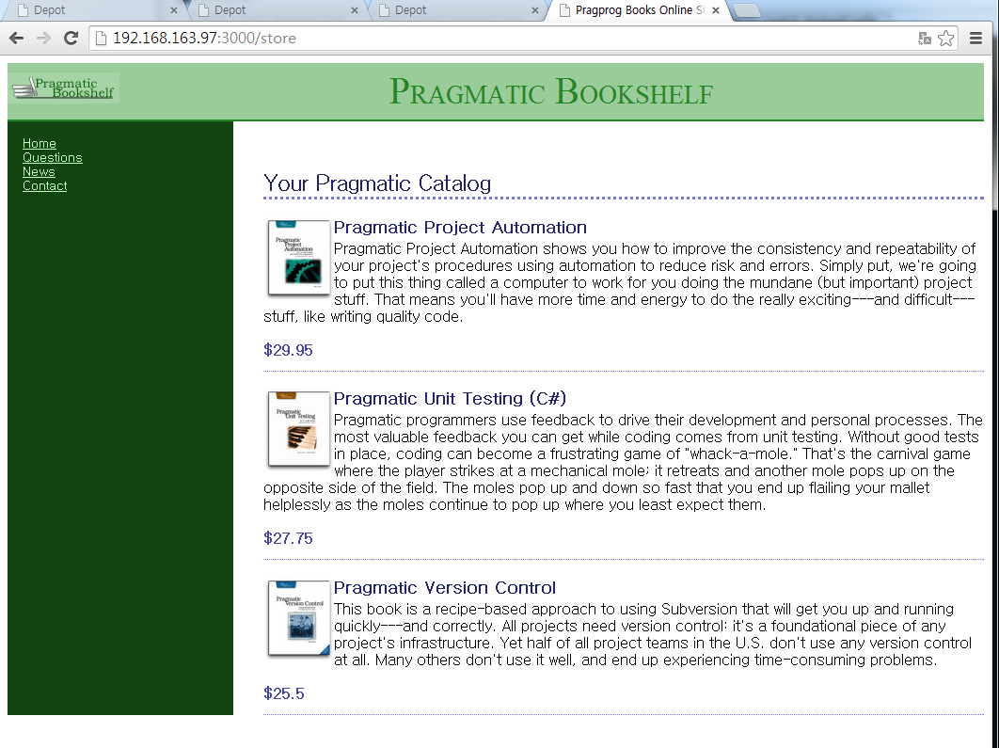 Depot
Depot
Depot
Pragprog Books Online St
192.168.163.97:3000/store
Pragmatic
Bookshelf
PRAGMATIC BOOKSHELF
Home
Questions
News
Contact
Your Pragmatic Catalog
Pragmatic
Project
Automation
Pragmatic Project Automation
Pragmatic Project Automation shows you how to improve the consistency and repeatability of
your project's procedures using automation to reduce risk and errors. Simply put, we're going
to put this thing called a computer to work for you doing the mundane (but important) project
stuff. That means you'll have more time and energy to do the really exciting---and difficult---
stuff, like writing quality code.
$29.95
Pragmatic
Unit Testing
Pragmatic Unit Testing (C#)
Pragmatic programmers use feedback to drive their development and personal processes. The
most valuable feedback you can get while coding comes from unit testing. Without good tests
in place, coding can become a frustrating game of "whack-a-mole." That's the carnival game
where the player strikes at a mechanical mole; it retreats and another mole pops up on the
opposite side of the field. The moles pop up and down so fast that you end up flailing your mallet
helplessly as the moles continue to pop up where you least expect them.
$27.75
Pragmatic
Version Control
Pragmatic Version Control
This book is a recipe-based approach to using Subversion that will get you up and running
quickly---and correctly. All projects need version control: it's a foundational piece of any
project's infrastructure. Yet half of all project teams in the U.S. don't use any version control
at all. Many others don't use it well, and end up experiencing time-consuming problems.
$25.5